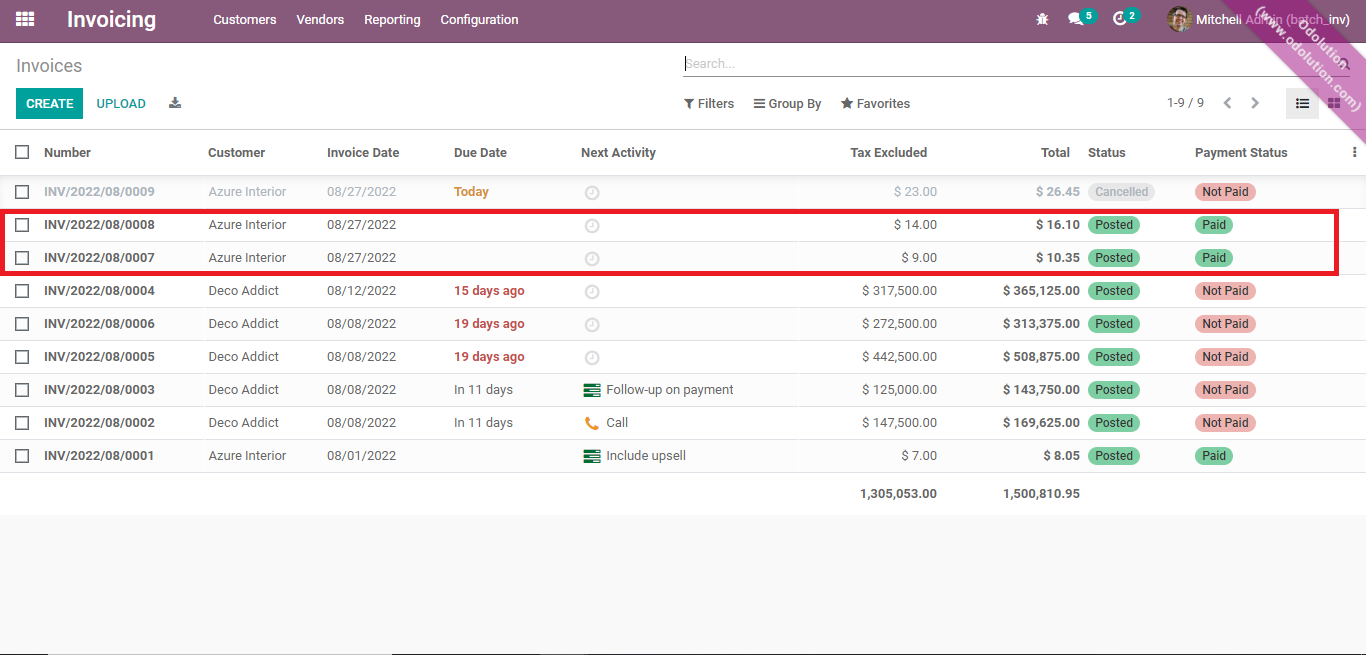 Invoicing Customers Vendors Reporting Configuration 5 2 Mitchell Admin (batch_inv)
Odolution
(www.odolution.com)
Invoices Search...
CREATE UPLOAD Filters Group By Favorites 1-9 / 9
Number Customer Invoice Date Due Date Next Activity Tax Excluded Total Status Payment Status
INV/2022/08/0009 Azure Interior 08/27/2022 Today $ 23.00 $ 26.45 Cancelled Not Paid
INV/2022/08/0008 Azure Interior 08/27/2022 $ 14.00 $ 16.10 Posted Paid
INV/2022/08/0007 Azure Interior 08/27/2022 $ 9.00 $ 10.35 Posted Paid
INV/2022/08/0004 Deco Addict 08/12/2022 15 days ago $ 317,500.00 $ 365,125.00 Posted Not Paid
INV/2022/08/0006 Deco Addict 08/08/2022 19 days ago $ 272,500.00 $ 313,375.00 Posted Not Paid
INV/2022/08/0005 Deco Addict 08/08/2022 19 days ago $ 442,500.00 $ 508,875.00 Posted Not Paid
INV/2022/08/0003 Deco Addict 08/08/2022 In 11 days Follow-up on payment $ 125,000.00 $ 143,750.00 Posted Not Paid
INV/2022/08/0002 Deco Addict 08/08/2022 In 11 days Call $ 147,500.00 $ 169,625.00 Posted Not Paid
INV/2022/08/0001 Azure Interior 08/01/2022 Include upsell $ 7.00 $ 8.05 Posted Paid
1,305,053.00 1,500,810.95